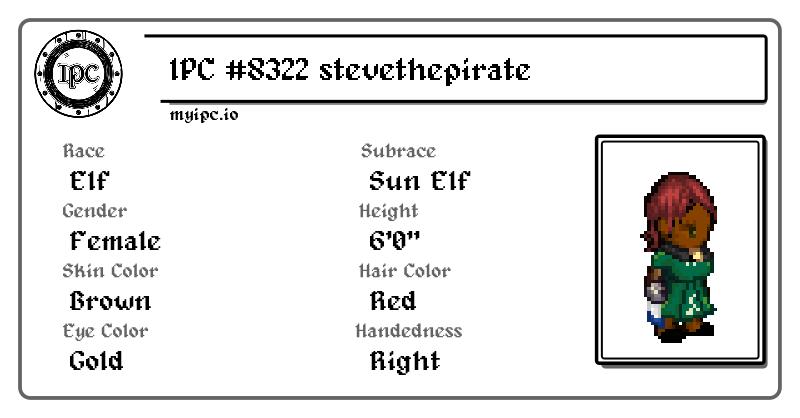 IPC
IPC #8322 stevethepirate
myipc.io
Race
Subrace
Elf
Sun Elf
Gender
Height
Female
6'0"
Skin Color
Hair Color
Brown
Red
Eye Color
Handedness
Gold
Right